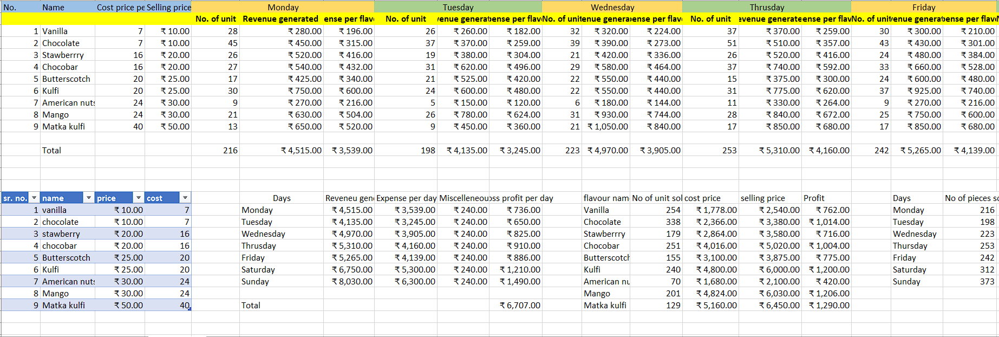 No. Name Cost price pe Selling price Monday Tuesday Wednesday Thrusday Friday
No. of unit Revenue generated ense per flav No. of unit venue generat pense per flav No. of unit enue genera pense per flav No. of unit evenue generate ense per flav No. of unit enue generat pense per flav
1 Vanilla 7 ₹ 10.00 28 ₹ 280.00 ₹ 196.00 26 ₹ 260.00 ₹ 182.00 32 ₹ 320.00 ₹ 224.00 37 ₹ 370.00 ₹ 259.00 30 ₹ 300.00 ₹ 210.00
2 Chocolate 7 ₹ 10.00 45 ₹ 450.00 ₹ 315.00 37 ₹ 370.00 ₹ 259.00 39 ₹ 390.00 ₹ 273.00 51 ₹ 510.00 ₹ 357.00 43 ₹ 430.00 ₹ 301.00
3 Stawberrry 16 ₹ 20.00 26 ₹ 520.00 ₹ 416.00 19 ₹ 380.00 ₹ 304.00 21 ₹ 420.00 ₹ 336.00 26 ₹ 520.00 ₹ 416.00 24 ₹ 480.00 ₹ 384.00
4 Chocobar 16 ₹ 20.00 27 ₹ 540.00 ₹ 432.00 31 ₹ 620.00 ₹ 496.00 29 ₹ 580.00 ₹ 464.00 37 ₹ 740.00 ₹ 592.00 33 ₹ 660.00 ₹ 528.00
5 Butterscotch 20 ₹ 25.00 17 ₹ 425.00 ₹ 340.00 21 ₹ 525.00 ₹ 420.00 22 ₹ 550.00 ₹ 440.00 15 ₹ 375.00 ₹ 300.00 24 ₹ 600.00 ₹ 480.00
6 Kulfi 20 ₹ 25.00 30 ₹ 750.00 ₹ 600.00 24 ₹ 600.00 ₹ 480.00 22 ₹ 550.00 ₹ 440.00 31 ₹ 775.00 ₹ 620.00 37 ₹ 925.00 ₹ 740.00
7 American nuts 24 ₹ 30.00 9 ₹ 270.00 ₹ 216.00 5 ₹ 150.00 ₹ 120.00 6 ₹ 180.00 ₹ 144.00 11 ₹ 330.00 ₹ 264.00 9 ₹ 270.00 ₹ 216.00
8 Mango 24 ₹ 30.00 21 ₹ 630.00 ₹ 504.00 26 ₹ 780.00 ₹ 624.00 31 ₹ 930.00 ₹ 744.00 28 ₹ 840.00 ₹ 672.00 25 ₹ 750.00 ₹ 600.00
9 Matka kulfi 40 ₹ 50.00 13 ₹ 650.00 ₹ 520.00 9 ₹ 450.00 ₹ 360.00 21 ₹ 1,050.00 ₹ 840.00 17 ₹ 850.00 ₹ 680.00 17 ₹ 850.00 ₹ 680.00
Total 216 ₹ 4,515.00 ₹ 3,539.00 198 ₹ 4,135.00 ₹ 3,245.00 223 ₹ 4,970.00 ₹ 3,905.00 253 ₹ 5,310.00 ₹ 4,160.00 242 ₹ 5,265.00 ₹ 4,139.00
sr. no. name price cost Days Reveneu gen Expense per day Miscelleneou oss profit per day flavour nam No of unit sol cost price selling price Profit Days No of pieces so
1 vanilla ₹ 10.00 7 Monday ₹ 4,515.00 ₹ 3,539.00 ₹ 240.00 ₹ 736.00 Vanilla 254 ₹ 1,778.00 ₹ 2,540.00 ₹ 762.00 Monday 216
2 chocolate ₹ 10.00 7 Tuesday ₹ 4,135.00 ₹ 3,245.00 ₹ 240.00 ₹ 650.00 Chocolate 338 ₹ 2,366.00 ₹ 3,380.00 ₹ 1,014.00 Tuesday 198
3 stawberry ₹ 20.00 16 Wednesday ₹ 4,970.00 ₹ 3,905.00 ₹ 240.00 ₹ 825.00 Stawberrry 179 ₹ 2,864.00 ₹ 3,580.00 ₹ 716.00 Wednesday 223
4 chocobar ₹ 20.00 16 Thrusday ₹ 5,310.00 ₹ 4,160.00 ₹ 240.00 ₹ 910.00 Chocobar 251 ₹ 4,016.00 ₹ 5,020.00 ₹ 1,004.00 Thursday 253
5 Butterscotch ₹ 25.00 20 Friday ₹ 5,265.00 ₹ 4,139.00 ₹ 240.00 ₹ 886.00 Butterscotch 155 ₹ 3,100.00 ₹ 3,875.00 ₹ 775.00 Friday 242
6 Kulfi ₹ 25.00 20 Saturday ₹ 6,750.00 ₹ 5,300.00 ₹ 240.00 ₹ 1,210.00 Kulfi 240 ₹ 4,800.00 ₹ 6,000.00 ₹ 1,200.00 Saturday 312
7 American nuts ₹ 30.00 24 Sunday ₹ 8,030.00 ₹ 6,300.00 ₹ 240.00 ₹ 1,490.00 American nu 70 ₹ 1,680.00 ₹ 2,100.00 ₹ 420.00 Sunday 373
8 Mango ₹ 30.00 24 Mango 201 ₹ 4,824.00 ₹ 6,030.00 ₹ 1,206.00
9 Matka kulfi ₹ 50.00 40 Total ₹ 6,707.00 Matka kulfi 129 ₹ 5,160.00 ₹ 6,450.00 ₹ 1,290.00